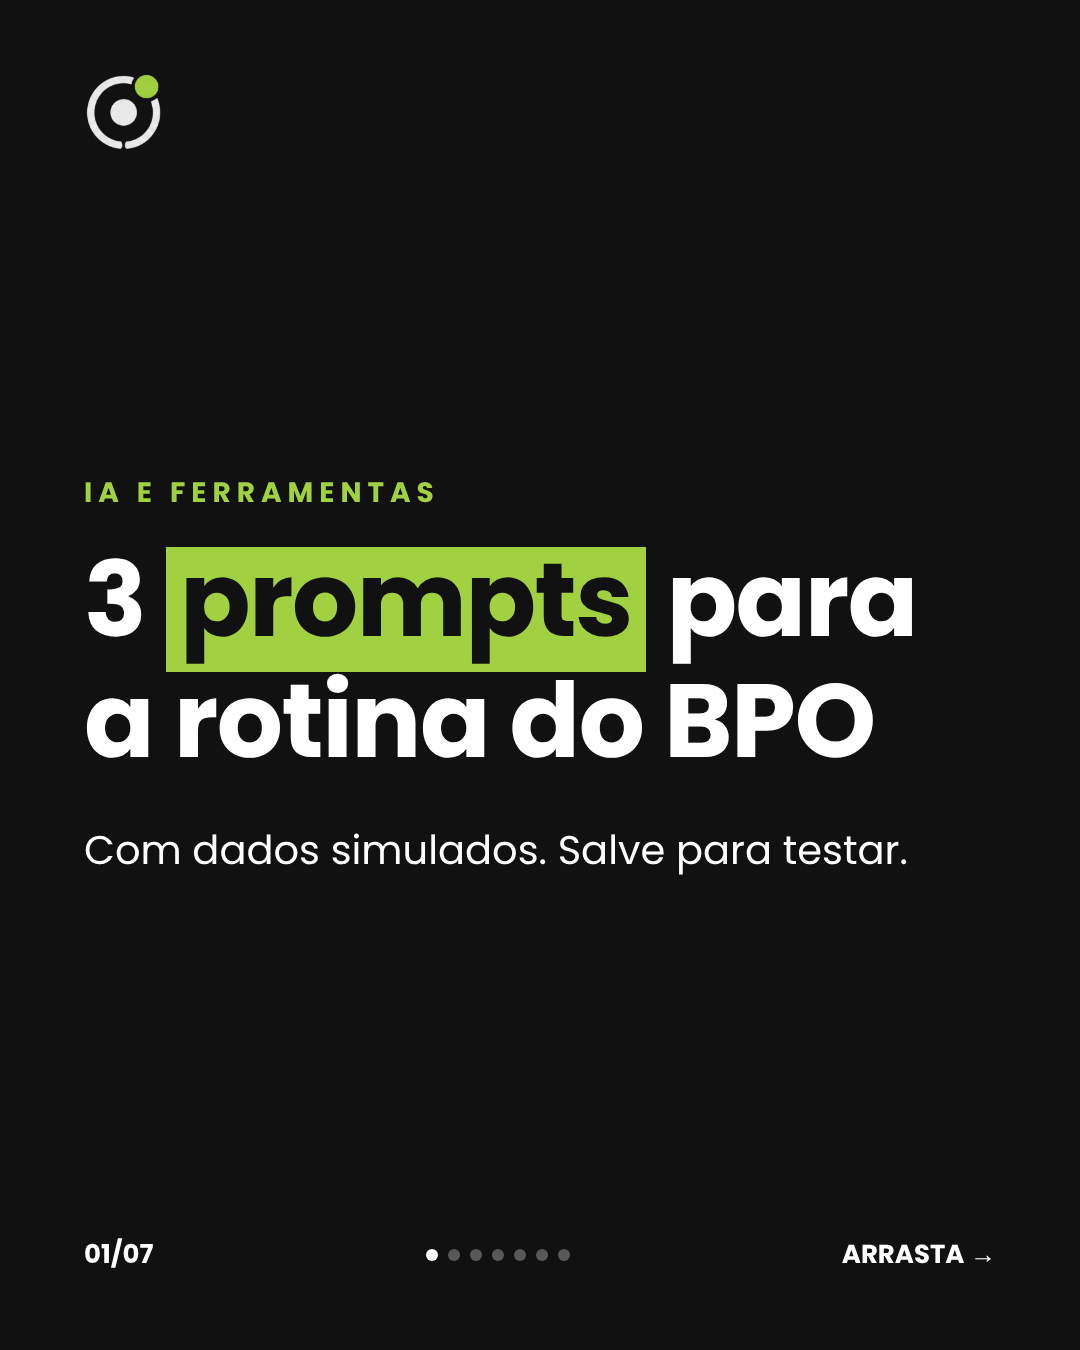 IA E FERRAMENTAS
3 prompts para
a rotina do BPO
Com dados simulados. Salve para testar.
01/07
ARRASTA →